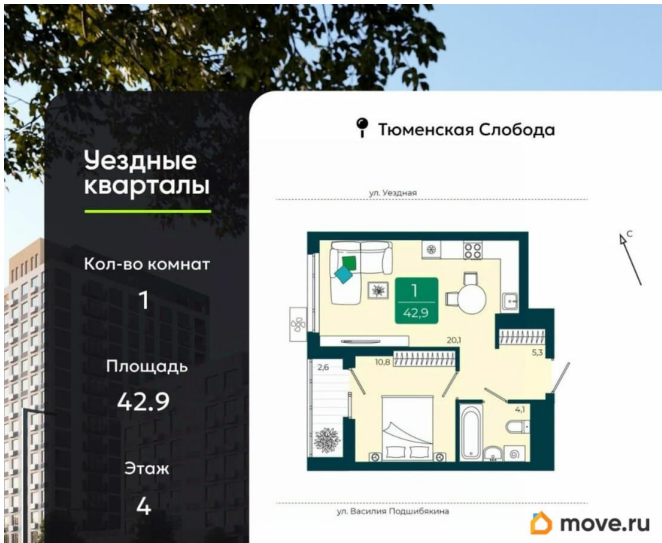 Уездные
кварталы
Кол-во комнат
1
Площадь
42.9
Этаж
4
Тюменская Слобода
ул. Уездная
С
1
42,9
20,1
5,3
2,6
10,8
4,1
ул. Василия Подшибякина
move.ru